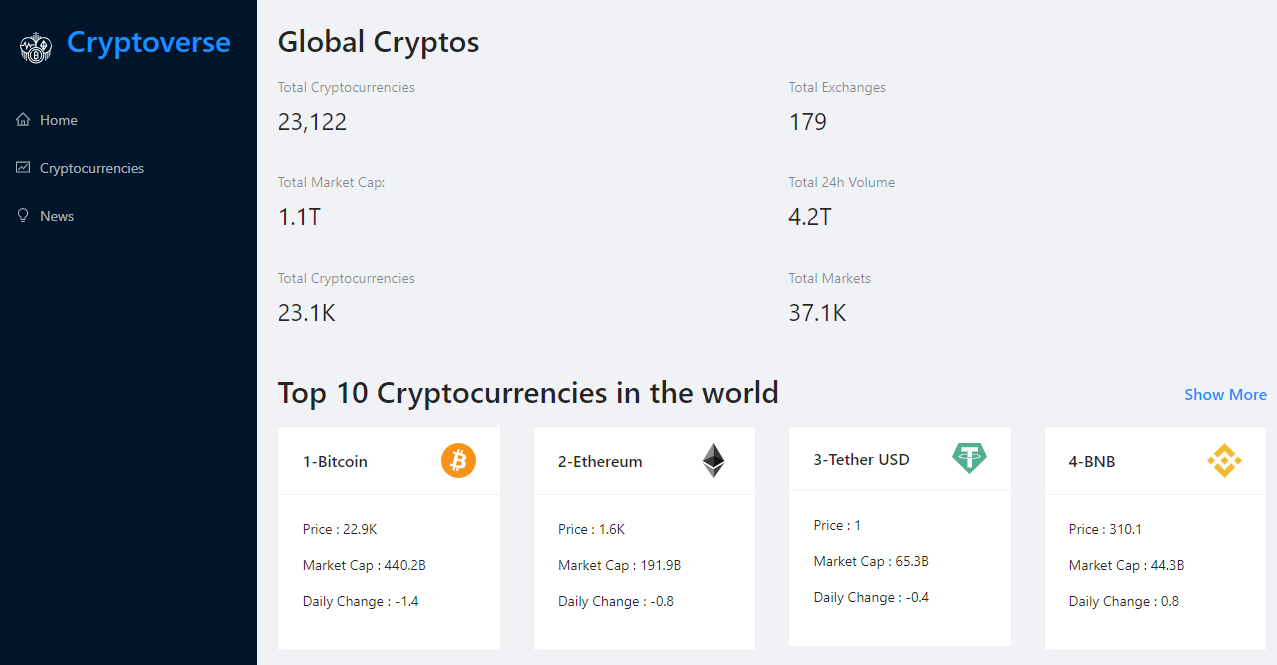 Cryptoverse
Home
Cryptocurrencies
News
Global Cryptos
Total Cryptocurrencies
23,122
Total Exchanges
179
Total Market Cap:
1.1T
Total 24h Volume
4.2T
Total Cryptocurrencies
23.1K
Total Markets
37.1K
Top 10 Cryptocurrencies in the world
Show More
1-Bitcoin
Price : 22.9K
Market Cap : 440.2B
Daily Change : -1.4
2-Ethereum
Price : 1.6K
Market Cap : 191.9B
Daily Change : -0.8
3-Tether USD
Price : 1
Market Cap : 65.3B
Daily Change : -0.4
4-BNB
Price : 310.1
Market Cap : 44.3B
Daily Change : 0.8